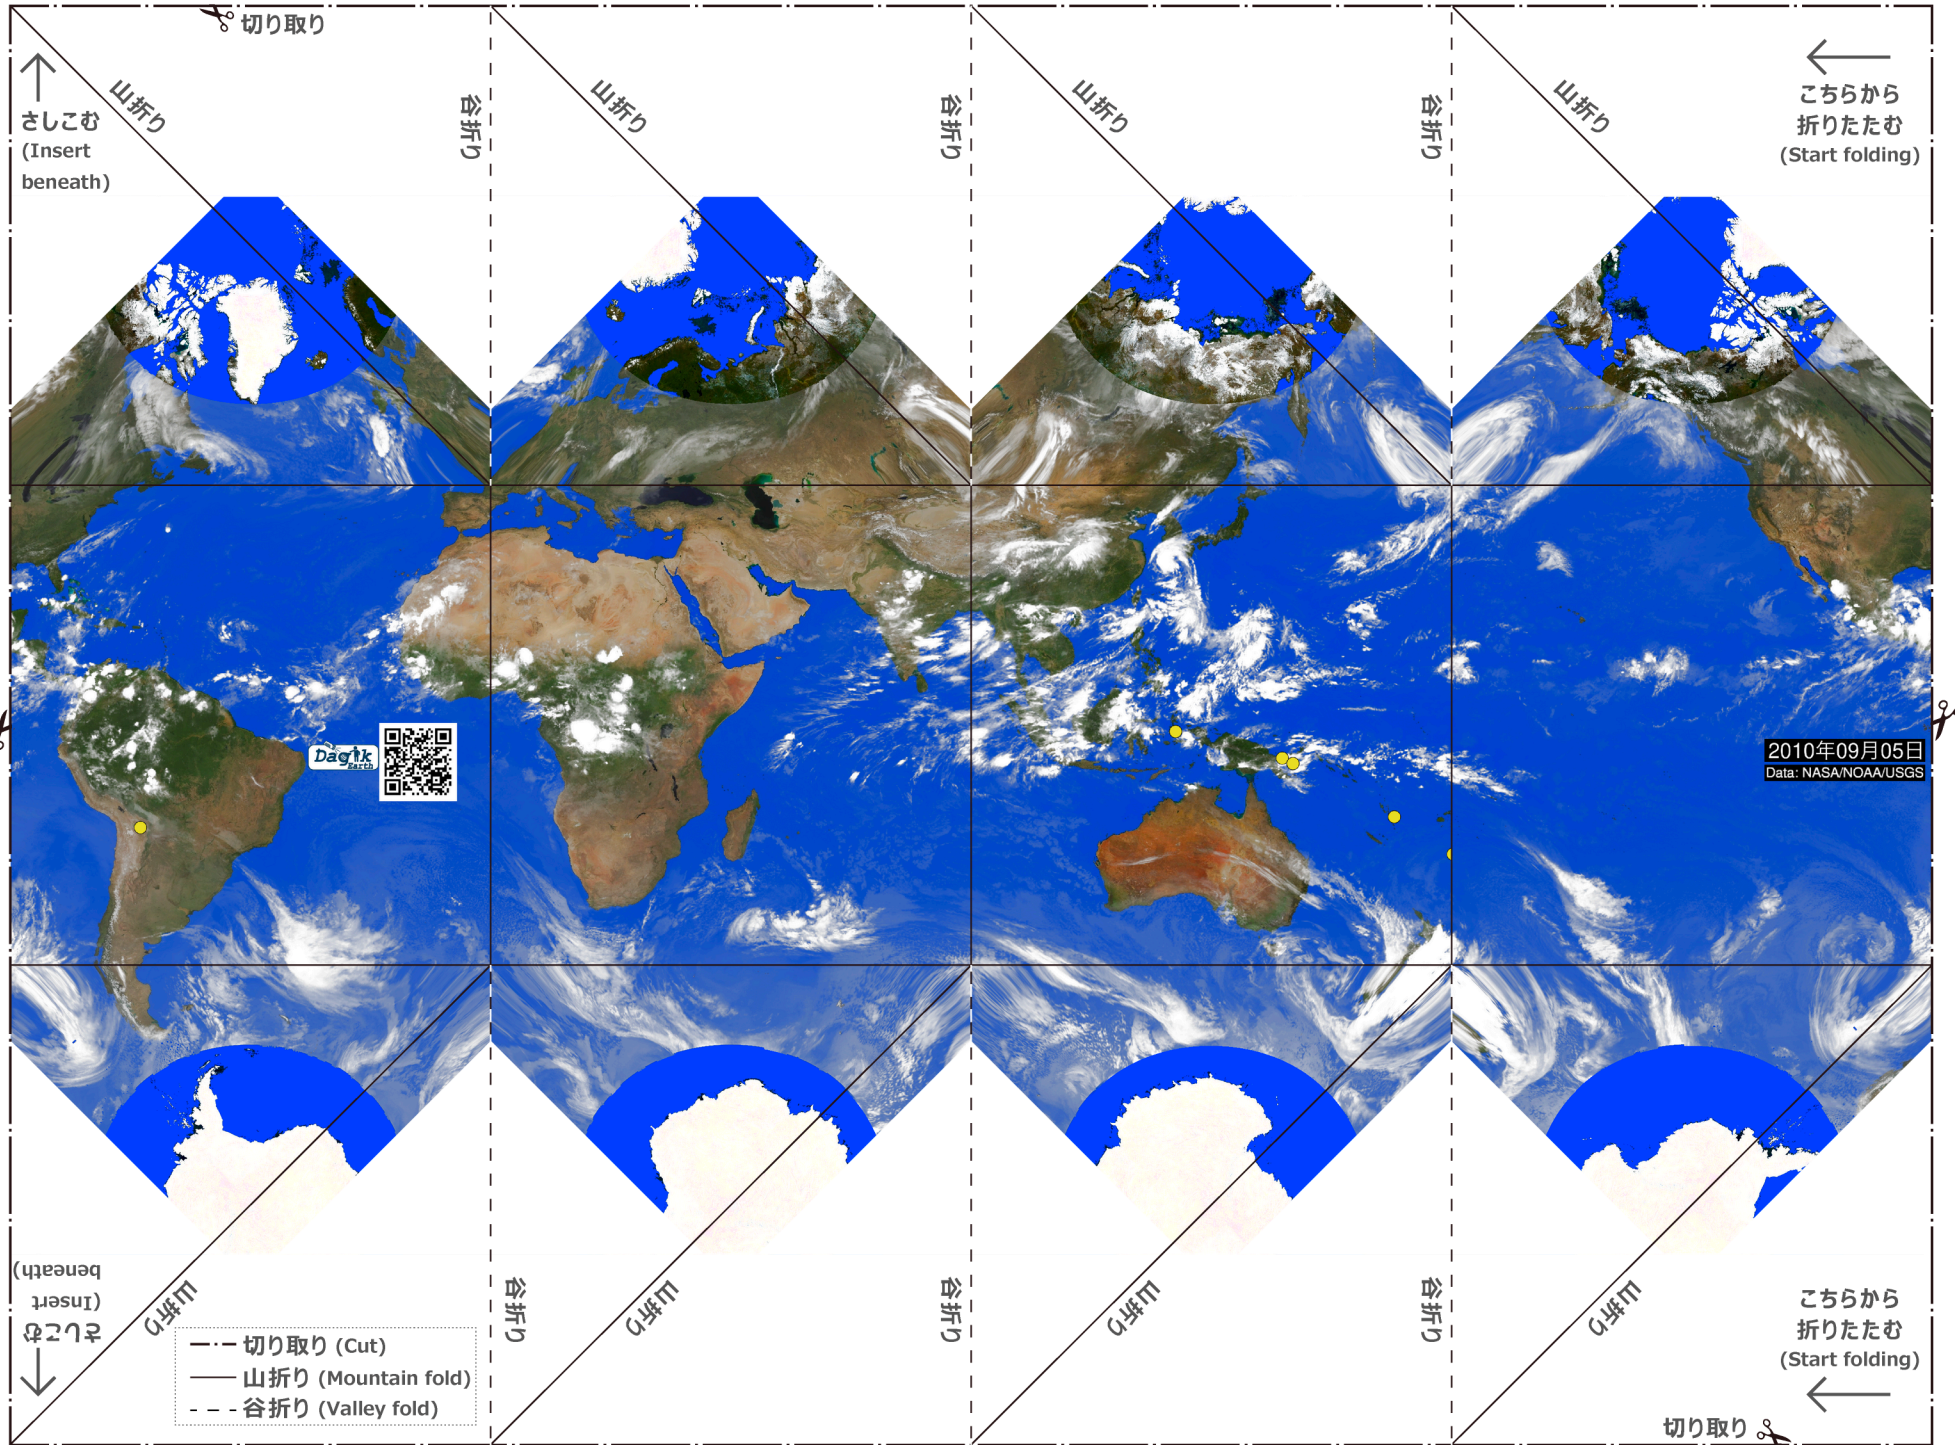 切り取り
さしこむ
(Insert
beneath)
山折り
谷折り
山折り
谷折り
山折り
谷折り
山折り
こちらから
折りたたむ
(Start folding)
Dagik
Earth
2010年09月05日
Data: NASA/NOAA/USGS
さしこむ
(Insert
beneath)
山折り
谷折り
山折り
谷折り
山折り
谷折り
山折り
こちらから
折りたたむ
(Start folding)
切り取り (Cut)
山折り (Mountain fold)
谷折り (Valley fold)
切り取り